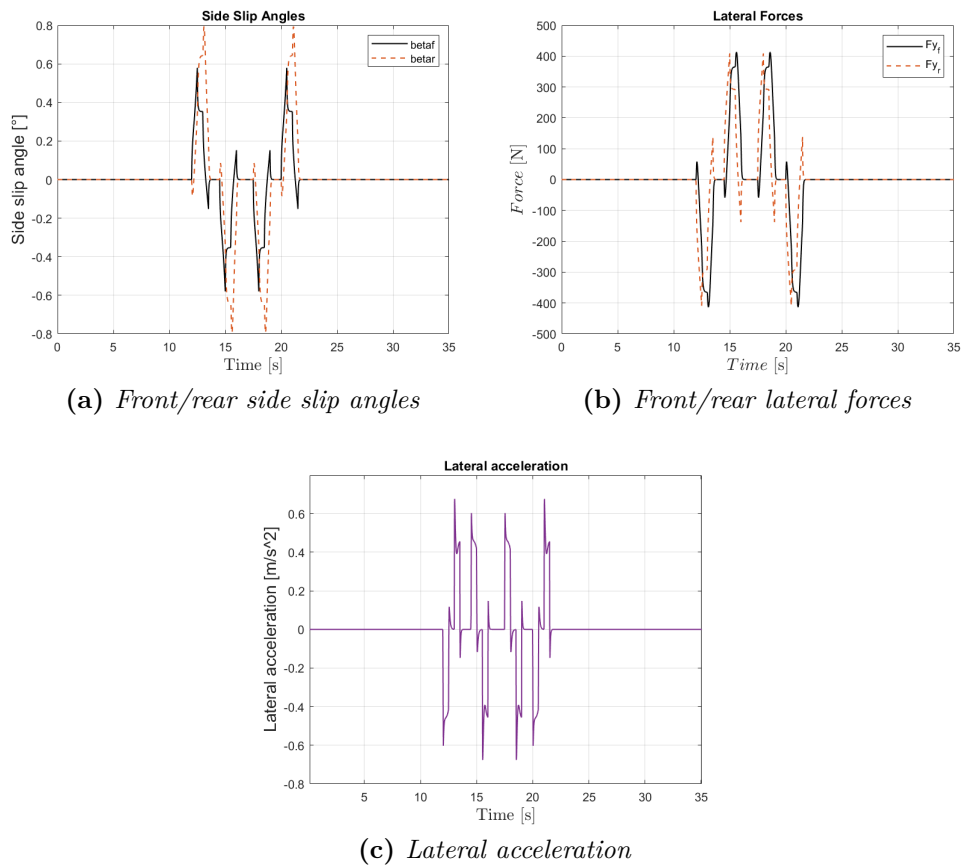 Side Slip Angles
0.8
0.6
0.4
0.2
0
-0.2
-0.4
-0.6
-0.8
Side slip angle [°]
betaf
betar
0 5 10 15 20 25 30 35
Time [s]
(a) Front/rear side slip angles
Lateral Forces
500
400
300
200
100
0
-100
-200
-300
-400
-500
Force [N]
Fy_f
Fy_r
0 5 10 15 20 25 30 35
Time [s]
(b) Front/rear lateral forces
Lateral acceleration
0.6
0.4
0.2
0
-0.2
-0.4
-0.6
-0.8
Lateral acceleration [m/s^2]
5 10 15 20 25 30 35
Time [s]
(c) Lateral acceleration